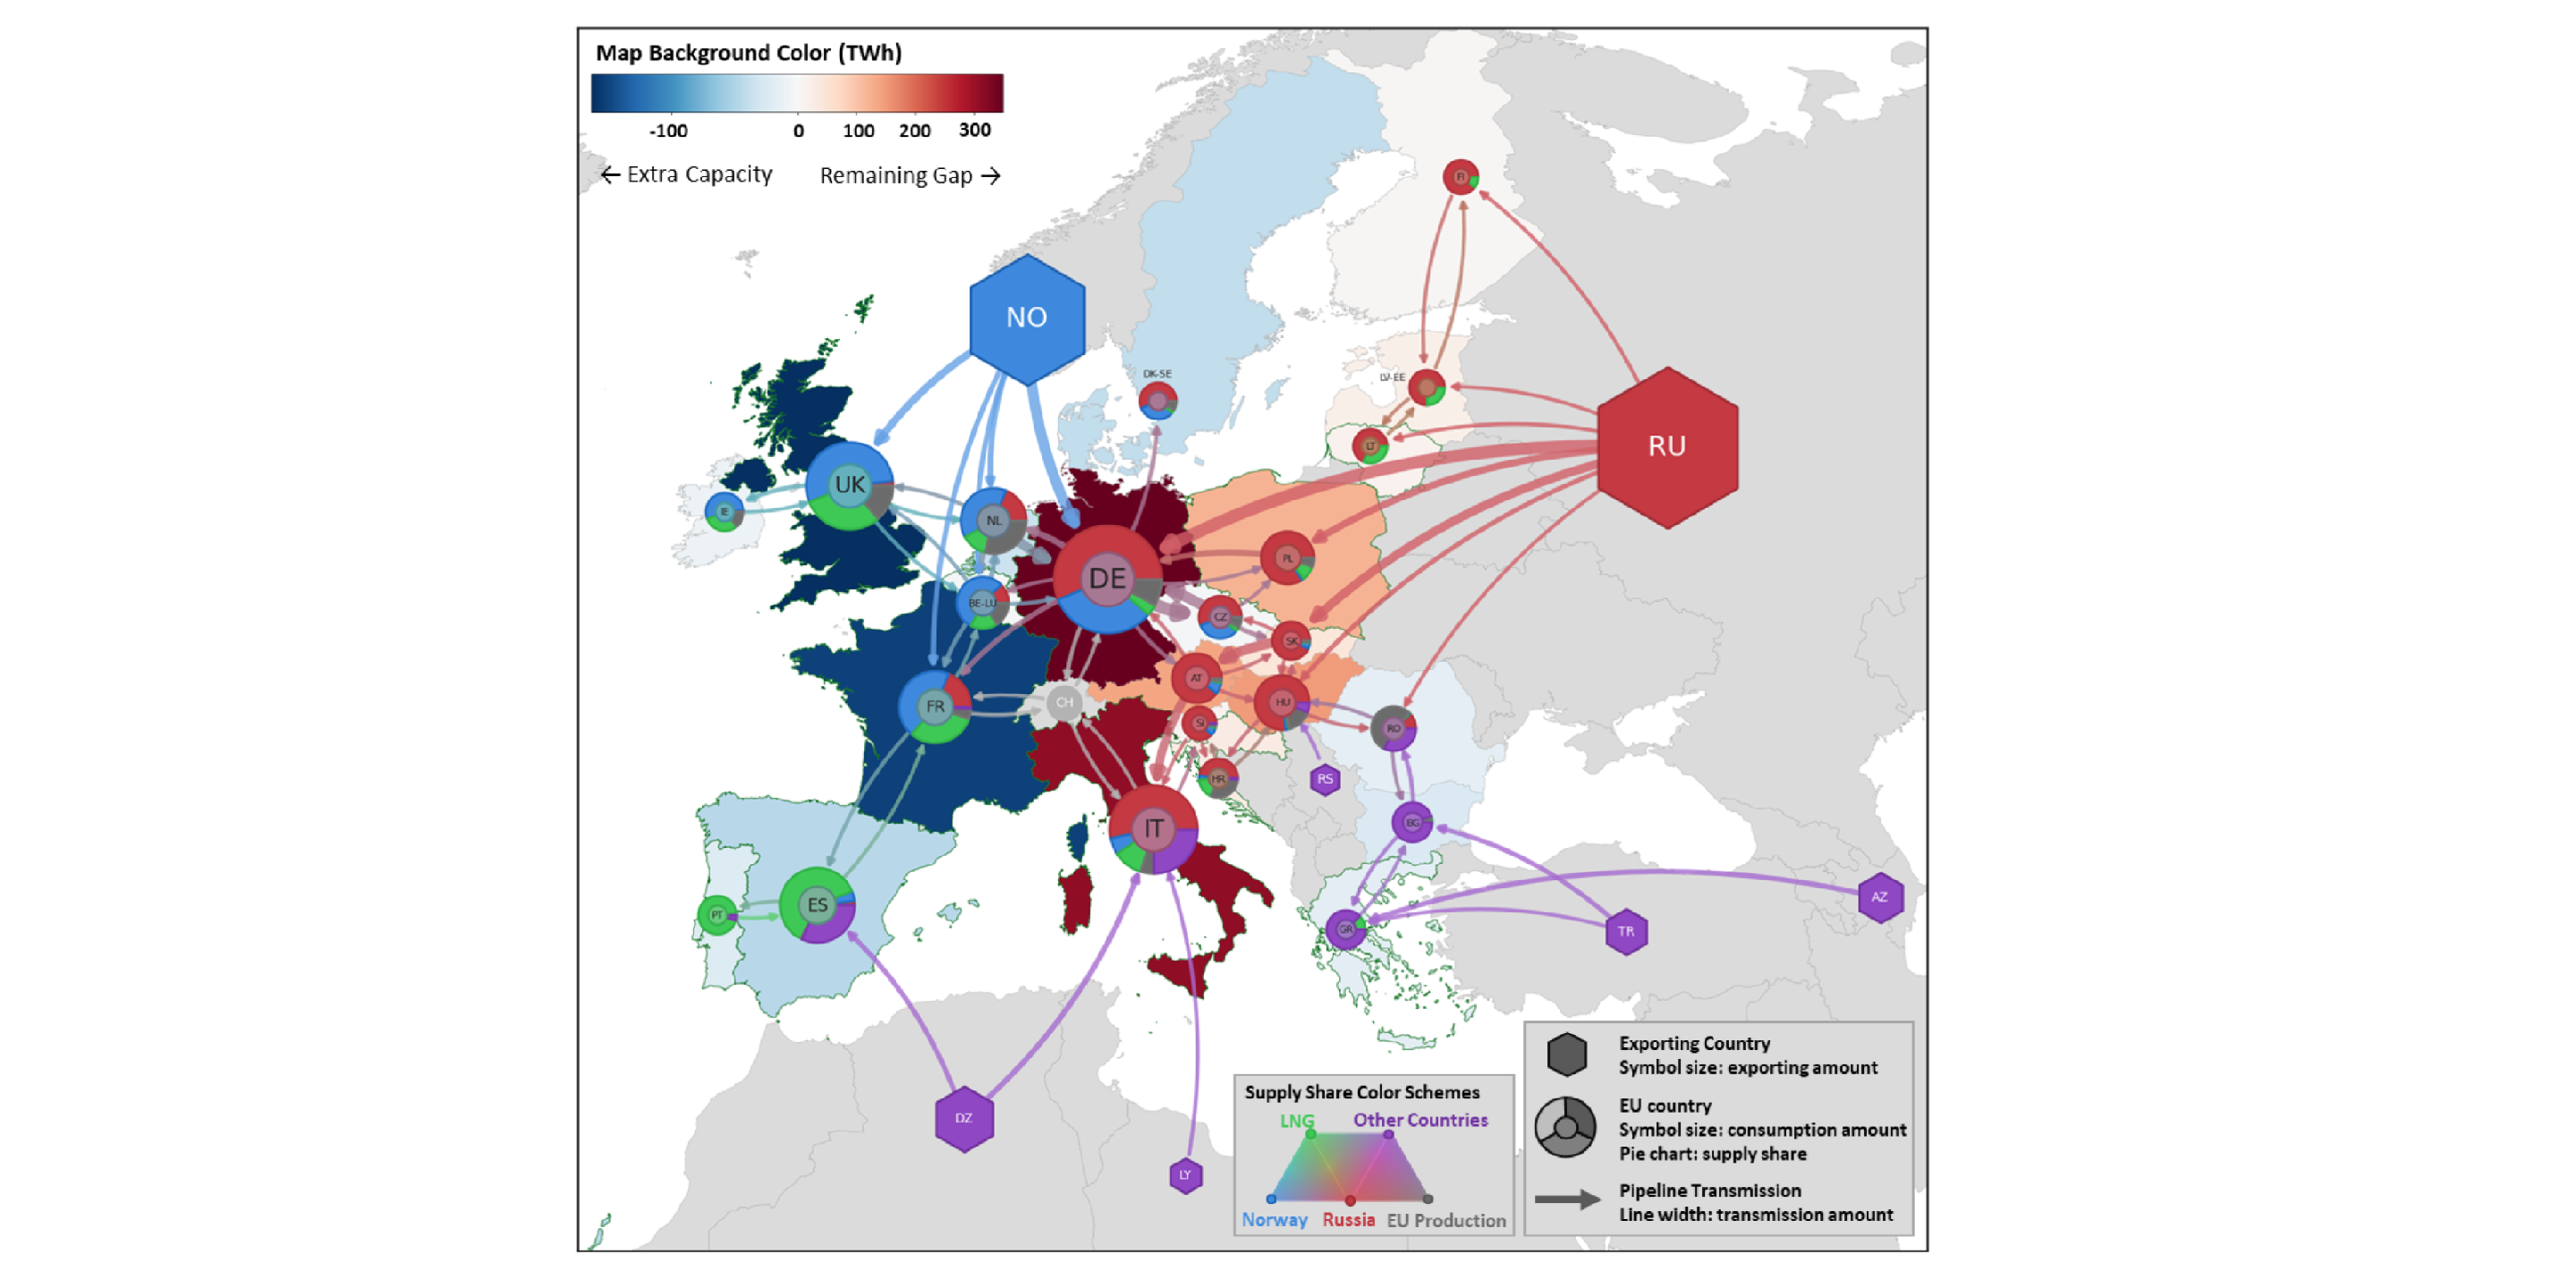 Map Background Color (TWh)
-100 0 100 200 300
← Extra Capacity Remaining Gap →
FI
NO
DK-SE
LV-EE
LT
RU
UK
IE
NL
DE
PL
BE-LU
CZ
SK
AT
FR
CH
HU
SI
RO
HR
RS
IT
BG
ES
PT
GR
AZ
TR
DZ
LY
Supply Share Color Schemes
LNG Other Countries
Norway Russia EU Production
Exporting Country
Symbol size: exporting amount
EU country
Symbol size: consumption amount
Pie chart: supply share
Pipeline Transmission
Line width: transmission amount